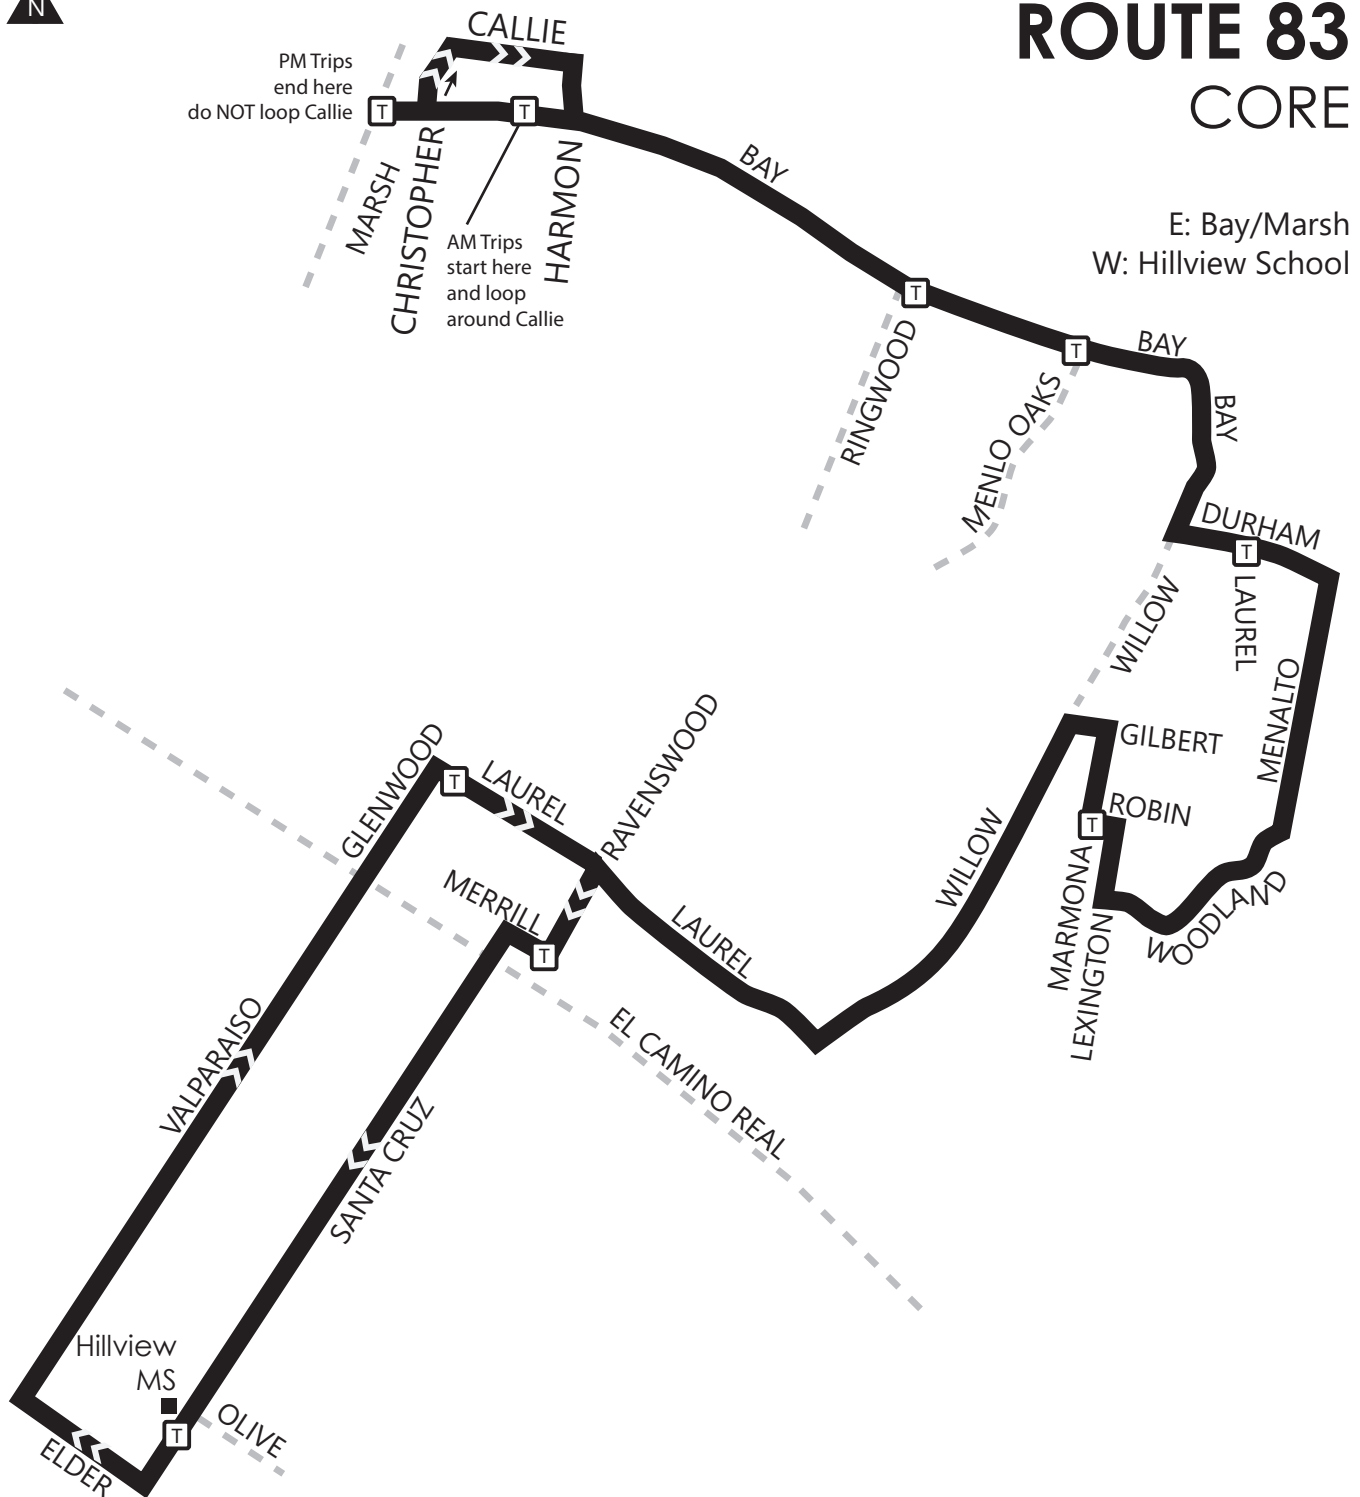 N
ROUTE 83
CORE
E: Bay/Marsh
W: Hillview School
CALLIE
PM Trips
end here
do NOT loop Callie
T
T
MARSH
CHRISTOPHER
HARMON
AM Trips
start here
and loop
around Callie
BAY
T
RINGWOOD
T
MENLO OAKS
BAY
BAY
DURHAM
T
LAUREL
WILLOW
MENALTO
GILBERT
ROBIN
T
MARMONA
LEXINGTON
WOODLAND
WILLOW
GLENWOOD
T
LAUREL
RAVENSWOOD
MERRILL
T
LAUREL
EL CAMINO REAL
VALPARAISO
SANTA CRUZ
Hillview
MS
T
OLIVE
ELDER